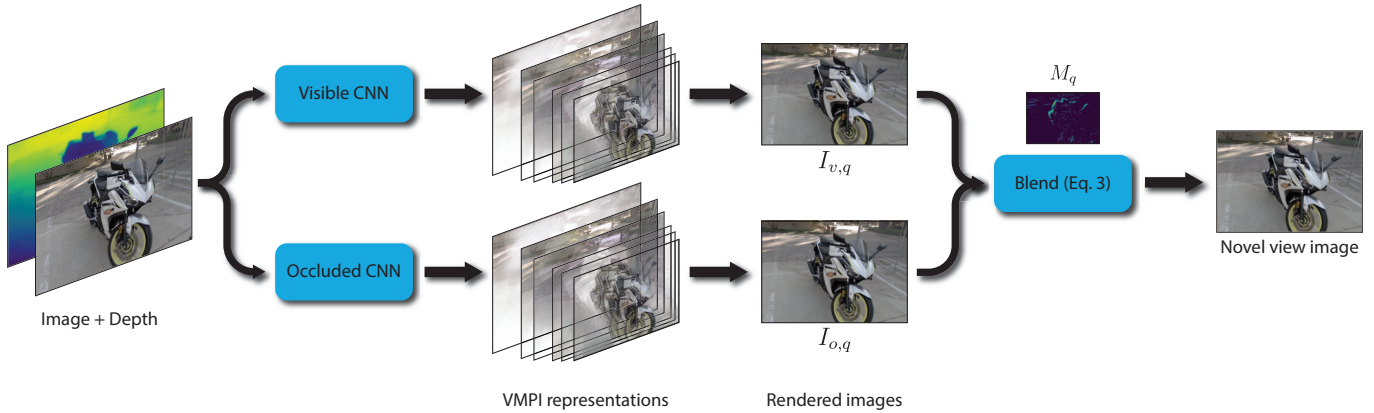 Image + Depth
Visible CNN
Occluded CNN
VMPI representations
I_{v,q}
I_{o,q}
Rendered images
M_q
Blend (Eq. 3)
Novel view image